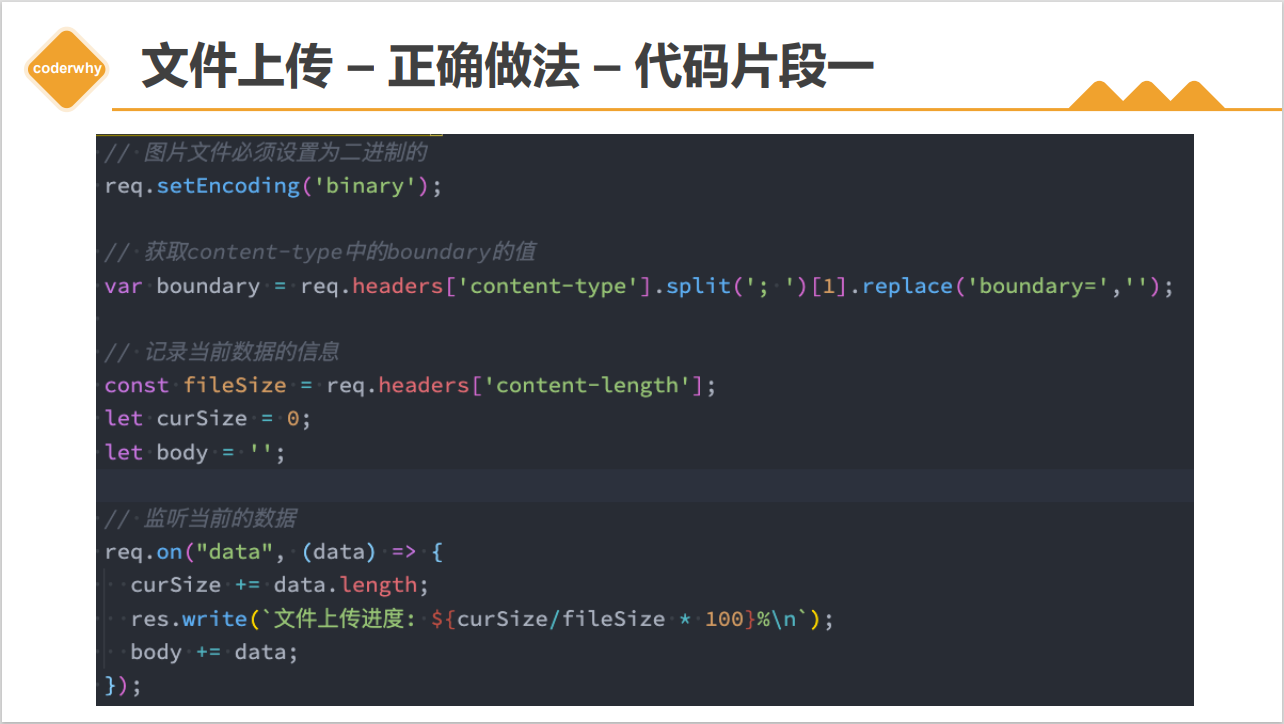 coderwhy
文件上传 – 正确做法 – 代码片段一
// 图片文件必须设置为二进制的
req.setEncoding('binary');
// 获取content-type中的boundary的值
var boundary = req.headers['content-type'].split('; ')[1].replace('boundary=','');
// 记录当前数据的信息
const fileSize = req.headers['content-length'];
let curSize = 0;
let body = '';
// 监听当前的数据
req.on("data", (data) => {
  curSize += data.length;
  res.write(`文件上传进度: ${curSize/fileSize * 100}%\n`);
  body += data;
});